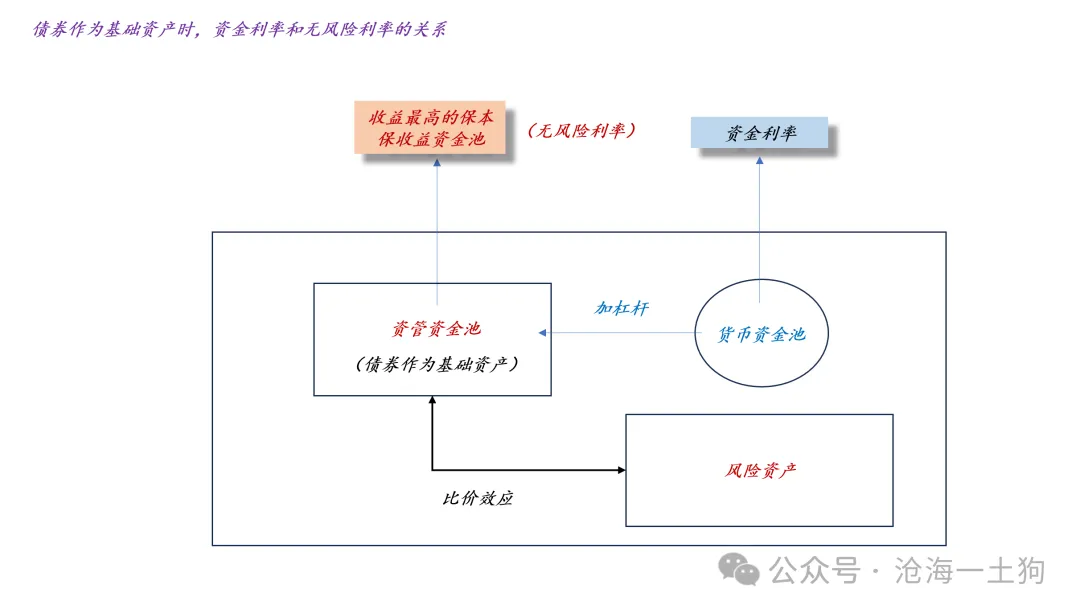 债券作为基础资产时，资金利率和无风险利率的关系
收益最高的保本
保收益资金池
（无风险利率）
资金利率
资管资金池
（债券作为基础资产）
加杠杆
货币资金池
风险资产
比价效应
公众号 · 沧海一土狗